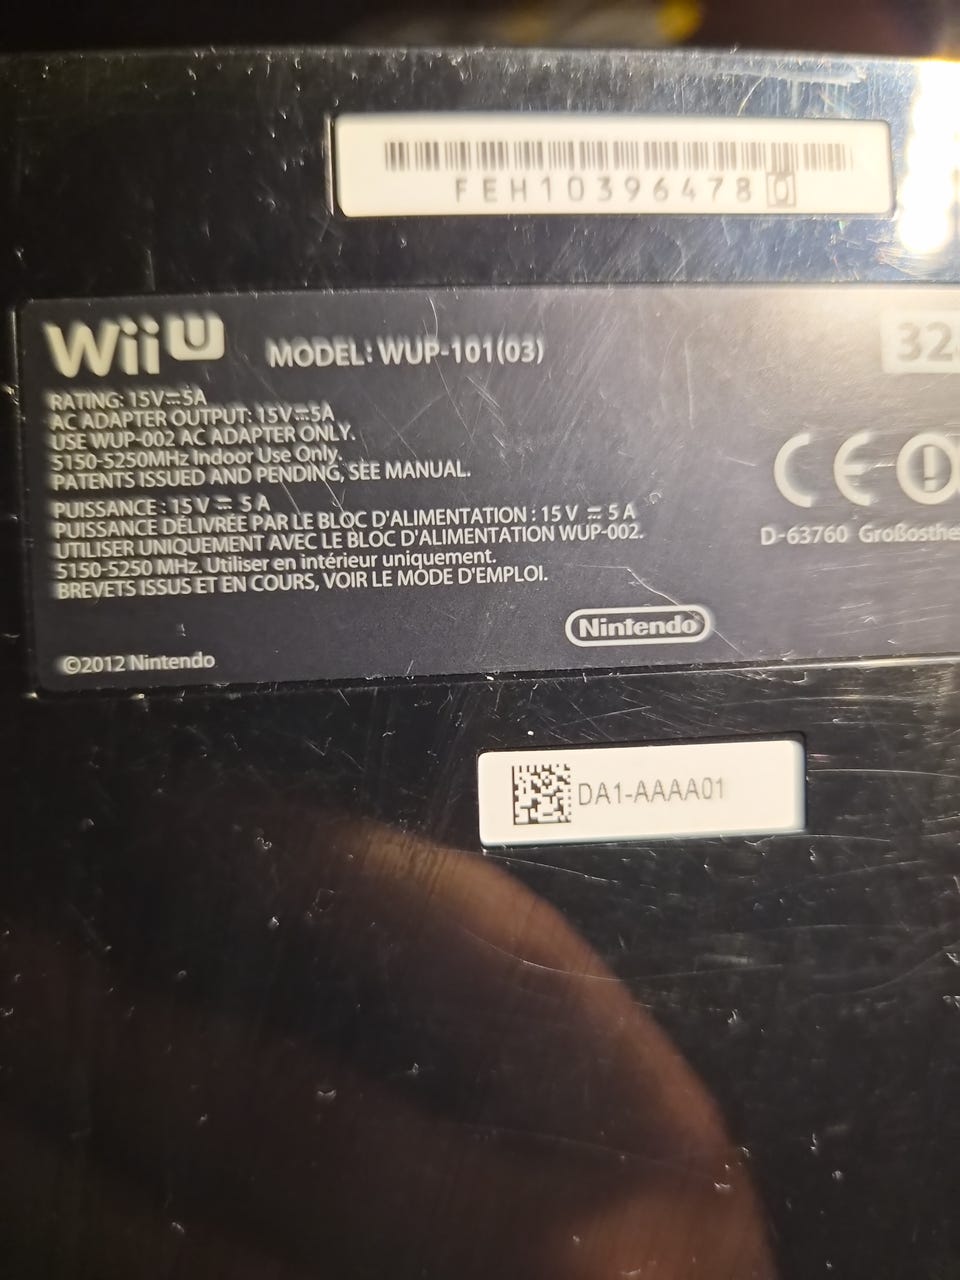 FEH103964780
Wii U MODEL: WUP-101(03)
32
RATING: 15V⎓5A
AC ADAPTER OUTPUT: 15V⎓5A
USE WUP-002 AC ADAPTER ONLY.
5150-5250MHz Indoor Use Only.
PATENTS ISSUED AND PENDING, SEE MANUAL.
PUISSANCE : 15 V ⎓ 5 A
PUISSANCE DÉLIVRÉE PAR LE BLOC D'ALIMENTATION : 15 V ⎓ 5 A
UTILISER UNIQUEMENT AVEC LE BLOC D'ALIMENTATION WUP-002.
5150-5250 MHz. Utiliser en intérieur uniquement.
BREVETS ISSUS ET EN COURS, VOIR LE MODE D'EMPLOI.
CE
D-63760 Großosthe
Nintendo
©2012 Nintendo
DA1-AAAA01